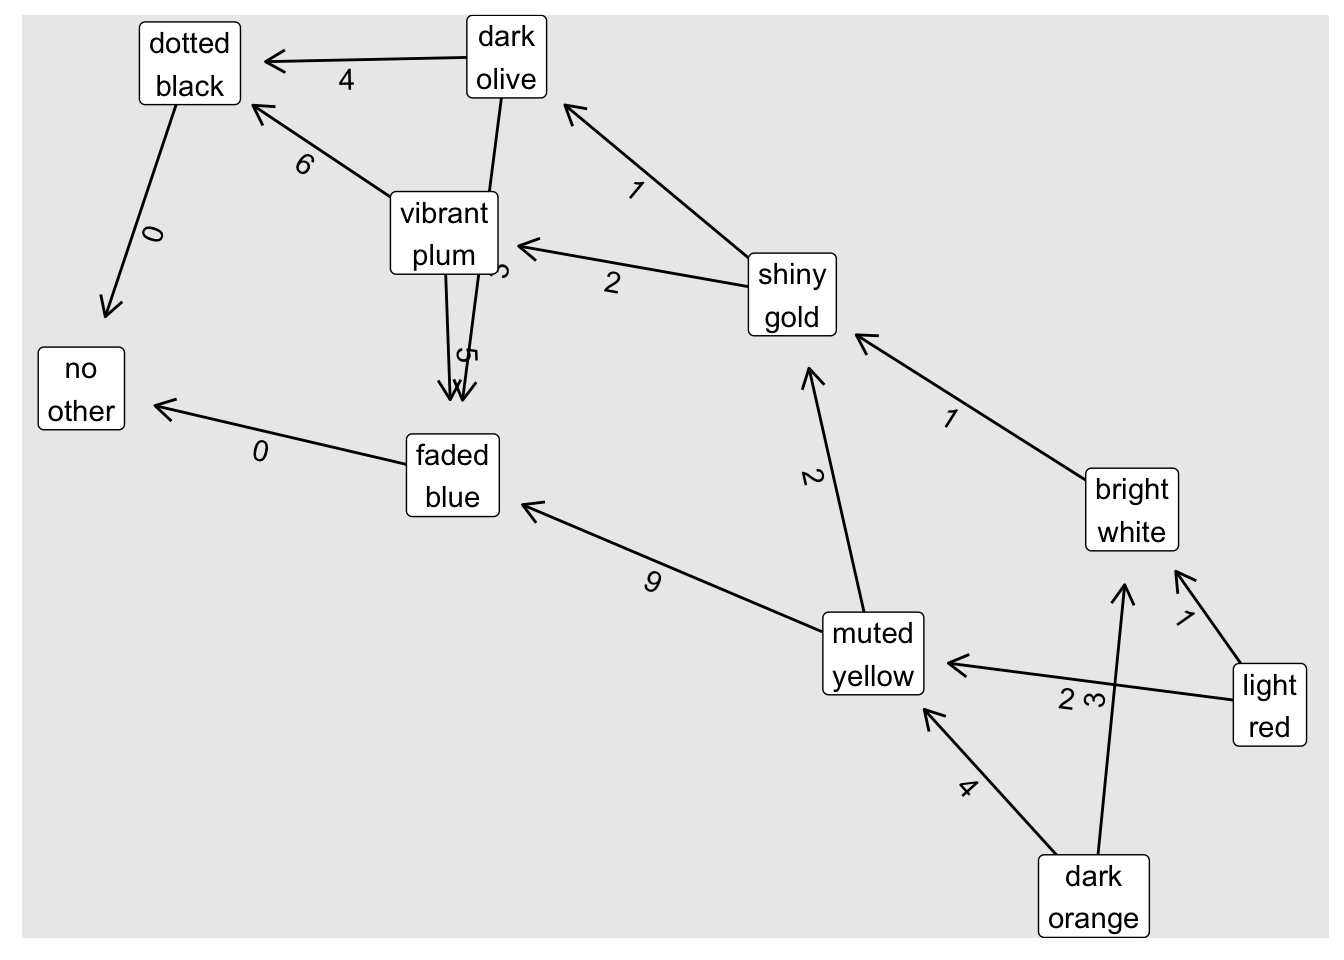 dotted
black
dark
olive
4
6
vibrant
plum
1
0
3
2
shiny
gold
no
other
5
1
0
faded
blue
2
bright
white
9
1
muted
yellow
2
3
light
red
4
dark
orange